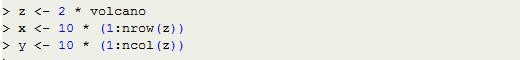 > z <- 2 * volcano
> x <- 10 * (1:nrow(z))
> y <- 10 * (1:ncol(z))